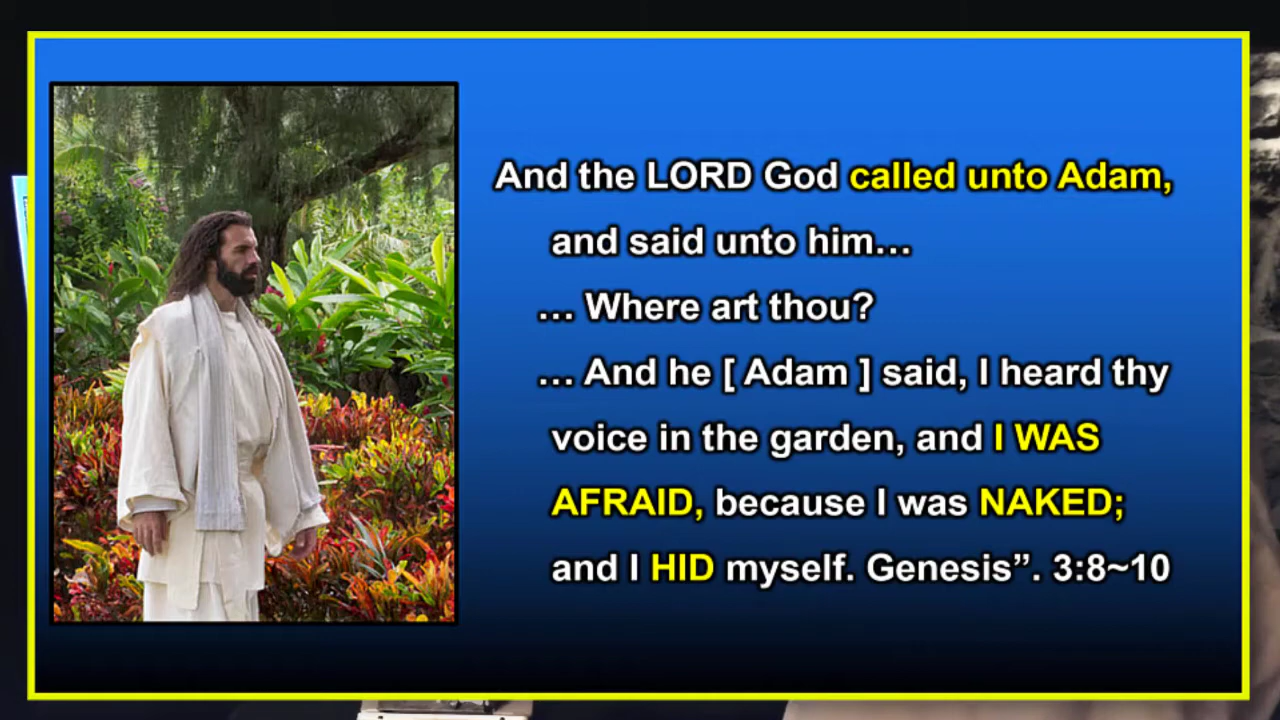 And the LORD God called unto Adam,
and said unto him…
… Where art thou?
… And he [ Adam ] said, I heard thy
voice in the garden, and I WAS
AFRAID, because I was NAKED;
and I HID myself. Genesis”. 3:8~10